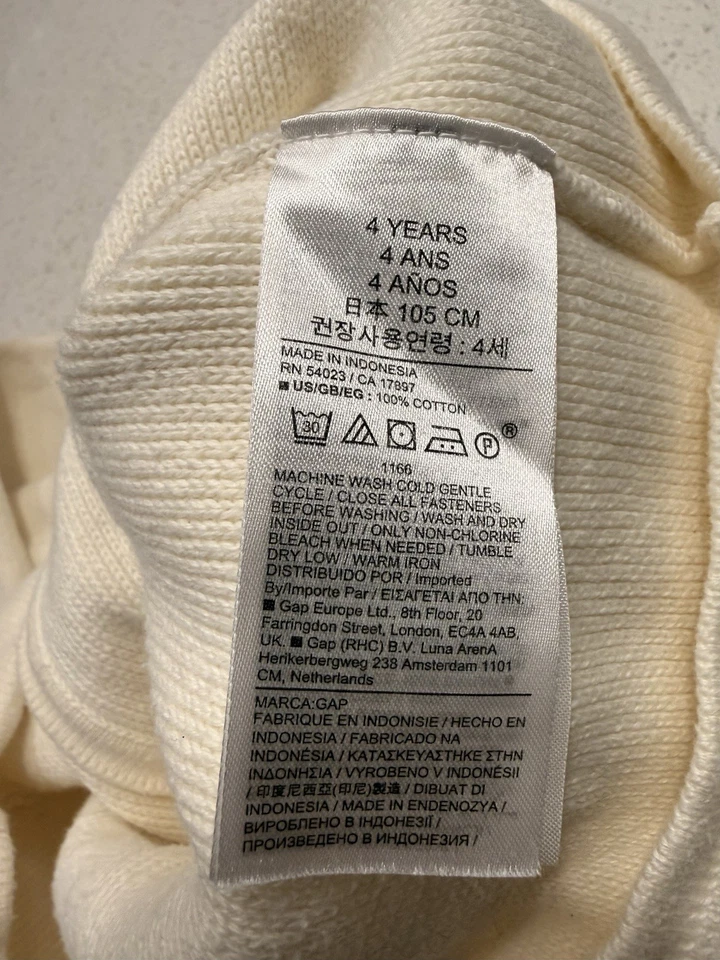 4 YEARS
4 ANS
4 AÑOS
日本 105 CM
권장사용연령 : 4세
MADE IN INDONESIA
RN 54023 / CA 17897
US/GB/EG : 100% COTTON
30 P ®
1166
MACHINE WASH COLD GENTLE
CYCLE / CLOSE ALL FASTENERS
BEFORE WASHING / WASH AND DRY
INSIDE OUT / ONLY NON-CHLORINE
BLEACH WHEN NEEDED / TUMBLE
DRY LOW / WARM IRON
DISTRIBUIDO POR / Imported
By/Importe Par / ΕΙΣΑΓΕΤΑΙ ΑΠΟ ΤΗΝ:
Gap Europe Ltd., 8th Floor, 20
Farringdon Street, London, EC4A 4AB,
UK. Gap (RHC) B.V. Luna ArenA
Herikerbergweg 238 Amsterdam 1101
CM, Netherlands
MARCA:GAP
FABRIQUE EN INDONISIE / HECHO EN
INDONESIA / FABRICADO NA
INDONÉSIA / ΚΑΤΑΣΚΕΥΑΣΤΗΚΕ ΣΤΗΝ
ΙΝΔΟΝΗΣΙΑ / VYROBENO V INDONÉSII
/ 印度尼西亞(印尼)製造 / DIBUAT DI
INDONESIA / MADE IN ENDENOZYA /
ВИРОБЛЕНО В ІНДОНЕЗІЇ /
ПРОИЗВЕДЕНО В ИНДОНЕЗИЯ /